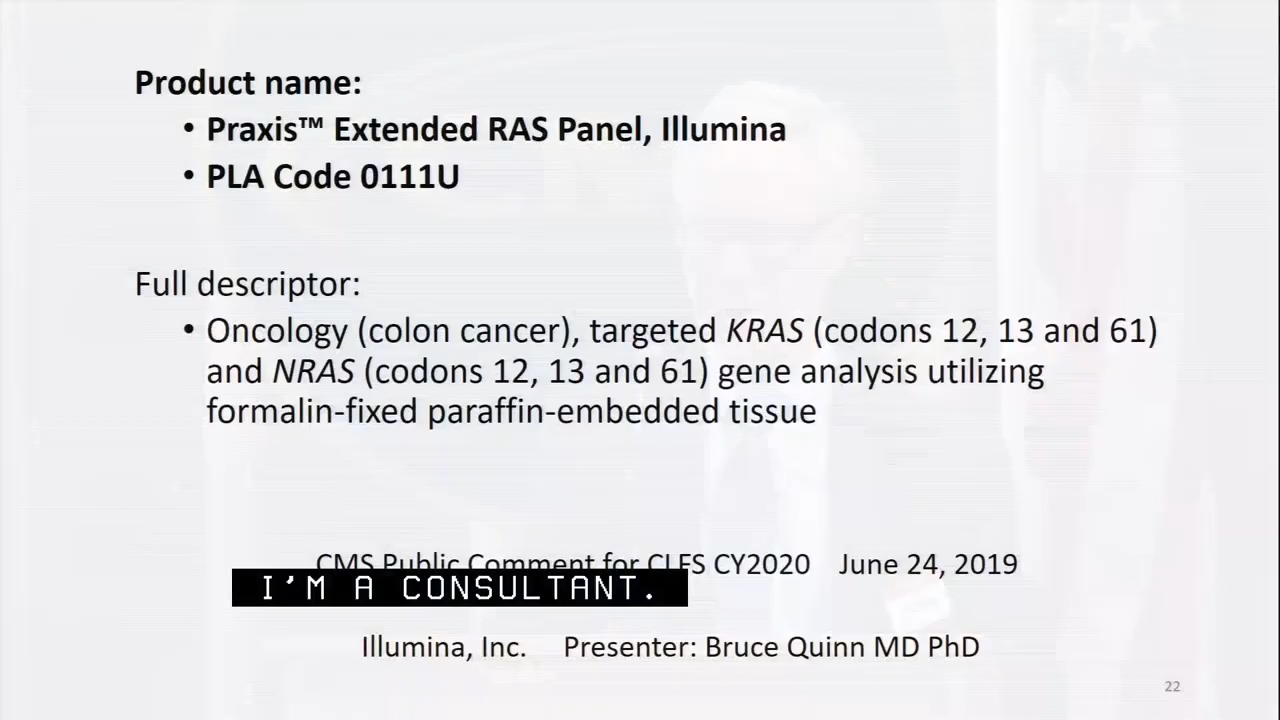 Product name:
• Praxis™ Extended RAS Panel, Illumina
• PLA Code 0111U
Full descriptor:
• Oncology (colon cancer), targeted KRAS (codons 12, 13 and 61)
and NRAS (codons 12, 13 and 61) gene analysis utilizing
formalin-fixed paraffin-embedded tissue
CMS Public Comment for CLFS CY2020 June 24, 2019
I'M A CONSULTANT.
Illumina, Inc. Presenter: Bruce Quinn MD PhD
22